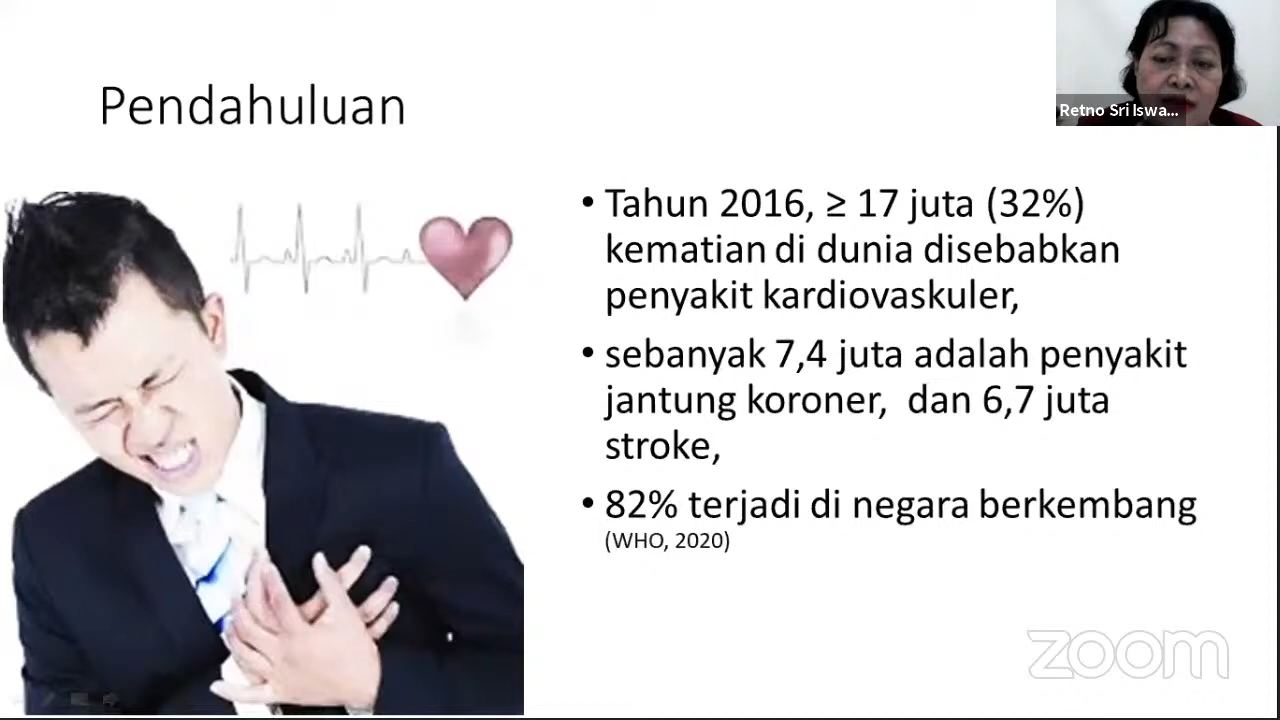 Pendahuluan
Retno Sri Iswa...
• Tahun 2016, ≥ 17 juta (32%)
kematian di dunia disebabkan
penyakit kardiovaskuler,
• sebanyak 7,4 juta adalah penyakit
jantung koroner, dan 6,7 juta
stroke,
• 82% terjadi di negara berkembang
(WHO, 2020)
zoom